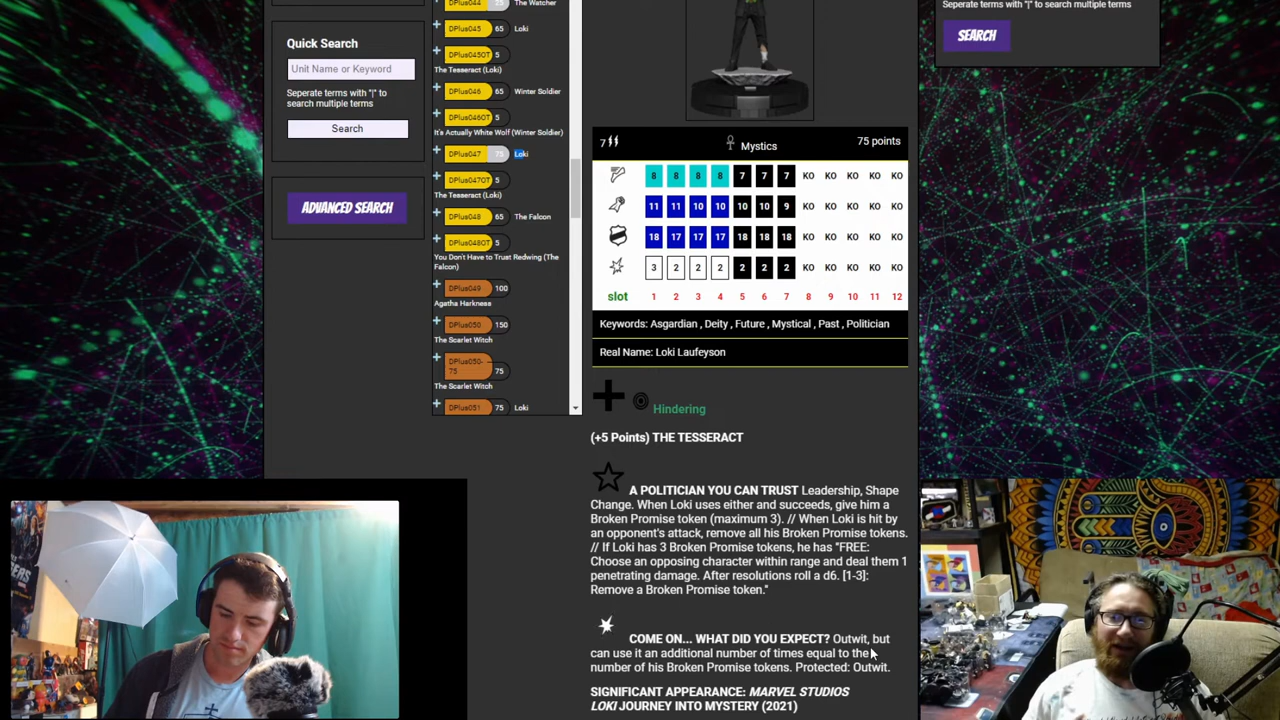 Quick Search
Unit Name or Keyword
Seperate terms with "|" to
search multiple terms
Search
ADVANCED SEARCH
DPlus044 25 The Watcher
DPlus045 65 Loki
DPlus045OT 5
The Tesseract (Loki)
DPlus046 65 Winter Soldier
DPlus046OT 5
It's Actually White Wolf (Winter Soldier)
DPlus047 75 Loki
DPlus047OT 5
The Tesseract (Loki)
DPlus048 65 The Falcon
DPlus048OT 5
You Don't Have to Trust Redwing (The
Falcon)
DPlus049 100
Agatha Harkness
DPlus050 150
The Scarlet Witch
DPlus050-
75 75
The Scarlet Witch
DPlus051 75 Loki
7 Mystics 75 points
8 8 8 8 7 7 7 KO KO KO KO KO
11 11 10 10 10 10 9 KO KO KO KO KO
18 17 17 17 18 18 18 KO KO KO KO KO
3 2 2 2 2 2 2 KO KO KO KO KO
slot 1 2 3 4 5 6 7 8 9 10 11 12
Keywords: Asgardian , Deity , Future , Mystical , Past , Politician
Real Name: Loki Laufeyson
Hindering
(+5 Points) THE TESSERACT
A POLITICIAN YOU CAN TRUST Leadership, Shape
Change. When Loki uses either and succeeds, give him a
Broken Promise token (maximum 3). // When Loki is hit by
an opponent's attack, remove all his Broken Promise tokens.
// If Loki has 3 Broken Promise tokens, he has "FREE:
Choose an opposing character within range and deal them 1
penetrating damage. After resolutions roll a d6. [1-3]:
Remove a Broken Promise token."
COME ON... WHAT DID YOU EXPECT? Outwit, but
can use it an additional number of times equal to the
number of his Broken Promise tokens. Protected: Outwit.
SIGNIFICANT APPEARANCE: MARVEL STUDIOS
LOKI JOURNEY INTO MYSTERY (2021)
Seperate terms with "|" to search multiple terms
SEARCH